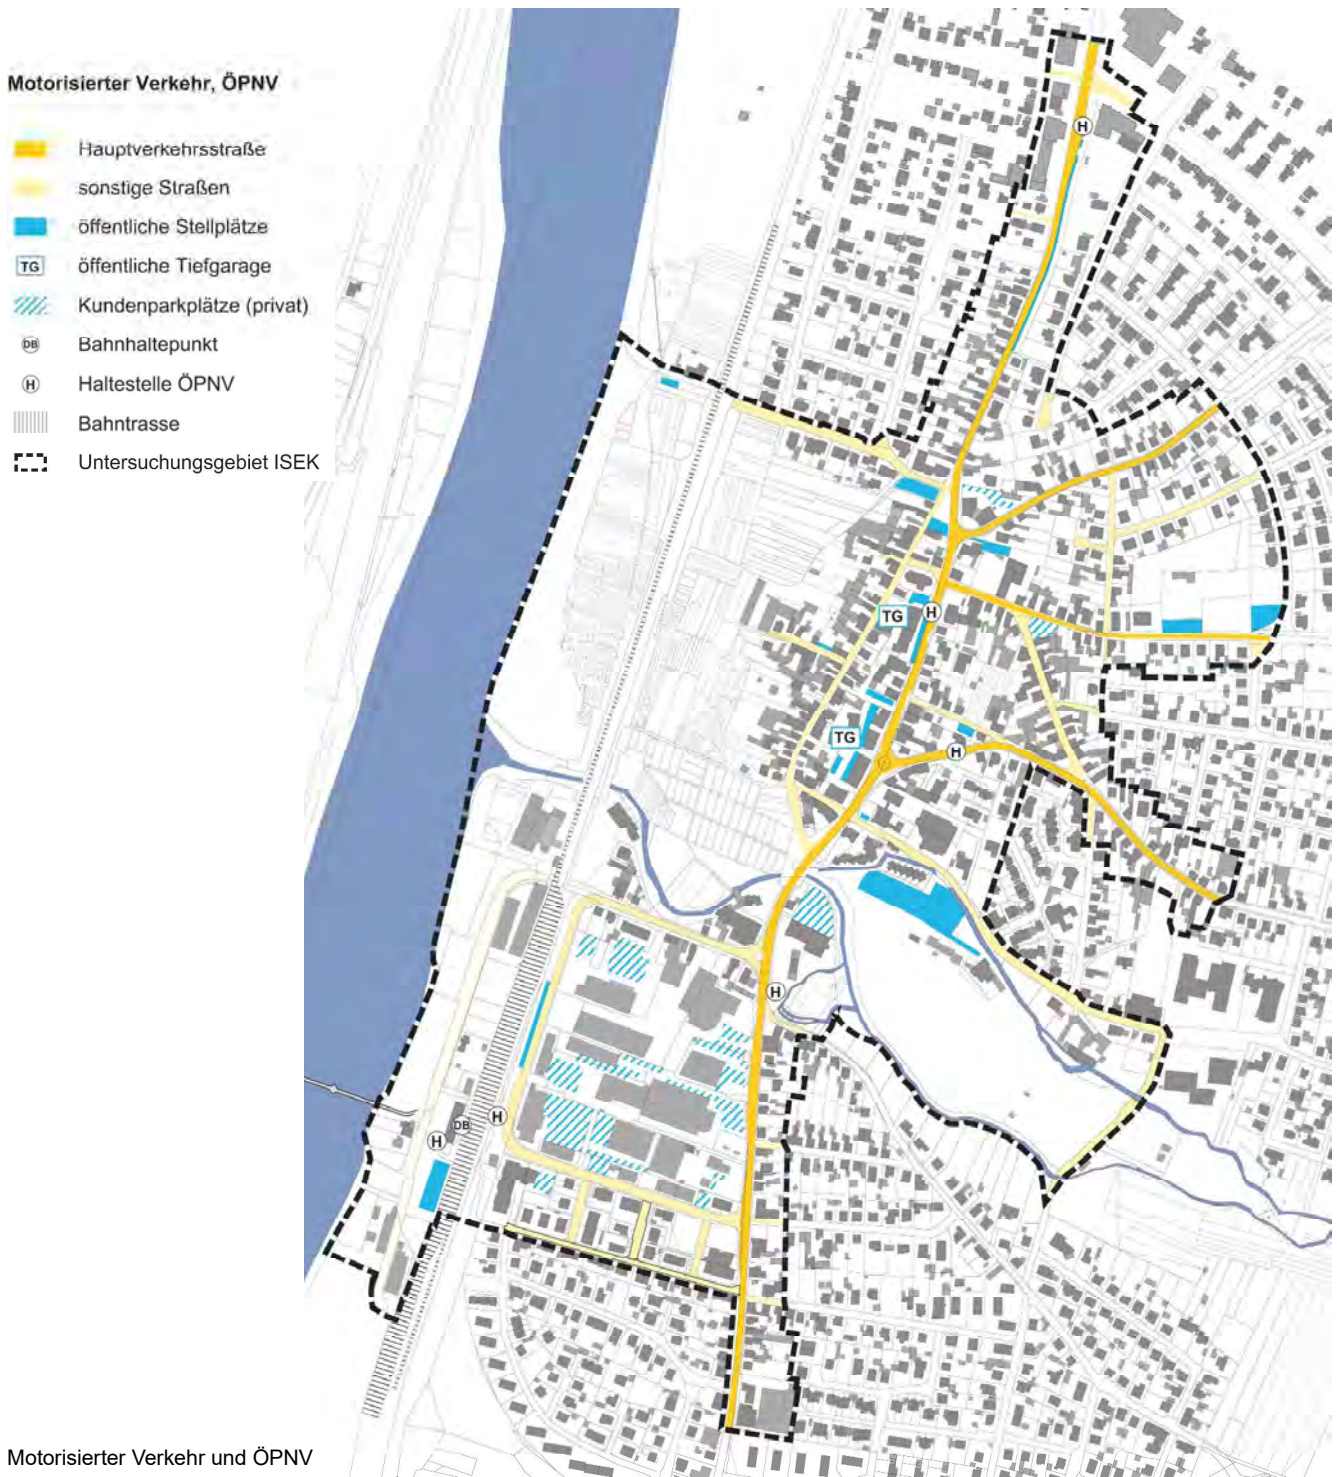 Motorisierter Verkehr, ÖPNV
Hauptverkehrsstraße
sonstige Straßen
öffentliche Stellplätze
TG öffentliche Tiefgarage
Kundenparkplätze (privat)
DB Bahnhaltepunkt
H Haltestelle ÖPNV
Bahntrasse
Untersuchungsgebiet ISEK
H
TG
H
TG
H
H
H
DB
H
Motorisierter Verkehr und ÖPNV